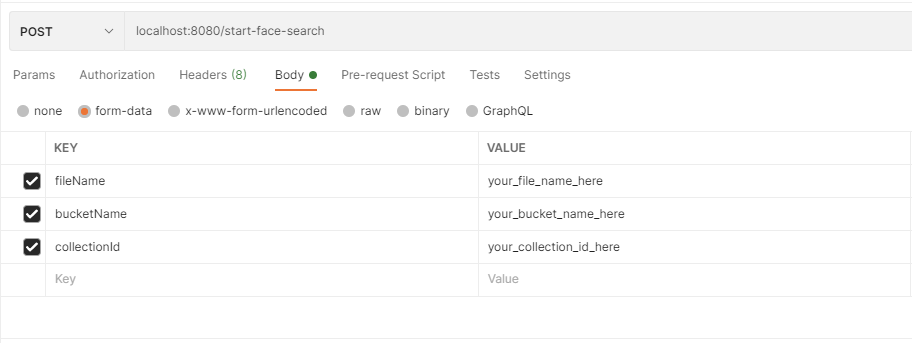 POST localhost:8080/start-face-search
Params Authorization Headers (8) Body Pre-request Script Tests Settings
none form-data x-www-form-urlencoded raw binary GraphQL
KEY VALUE
fileName your_file_name_here
bucketName your_bucket_name_here
collectionId your_collection_id_here
Key Value